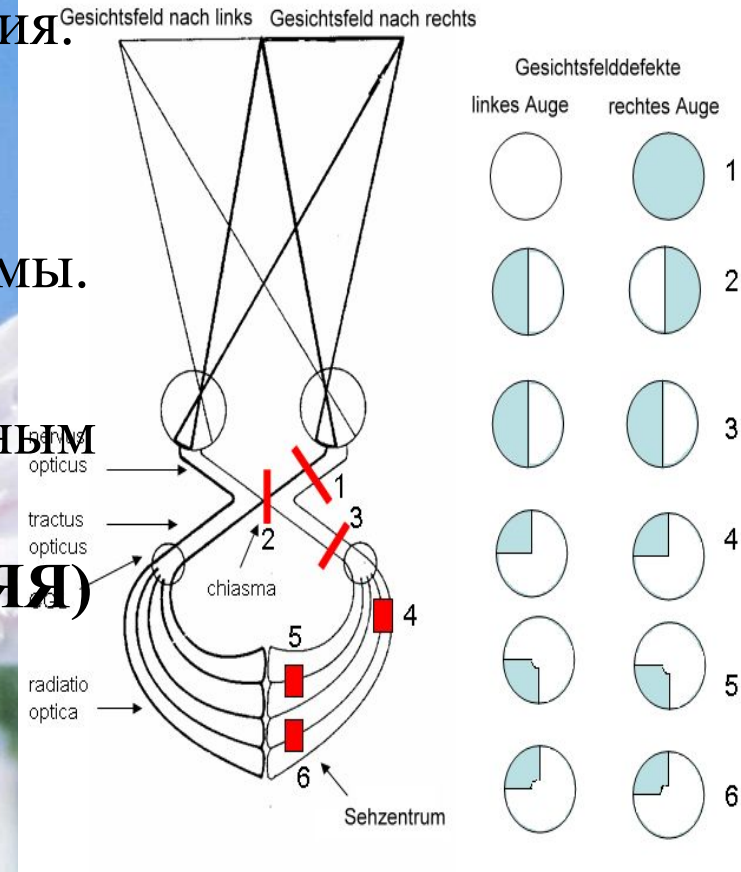 ия.
Gesichtsfeld nach links Gesichtsfeld nach rechts
Gesichtsfelddefekte
linkes Auge rechtes Auge
1
мы.
2
3
ным
nervus
opticus
1
tractus
opticus
3
2
chiasma
4
яя)
4
5
radiatio
optica
5
6
Sehzentrum
6